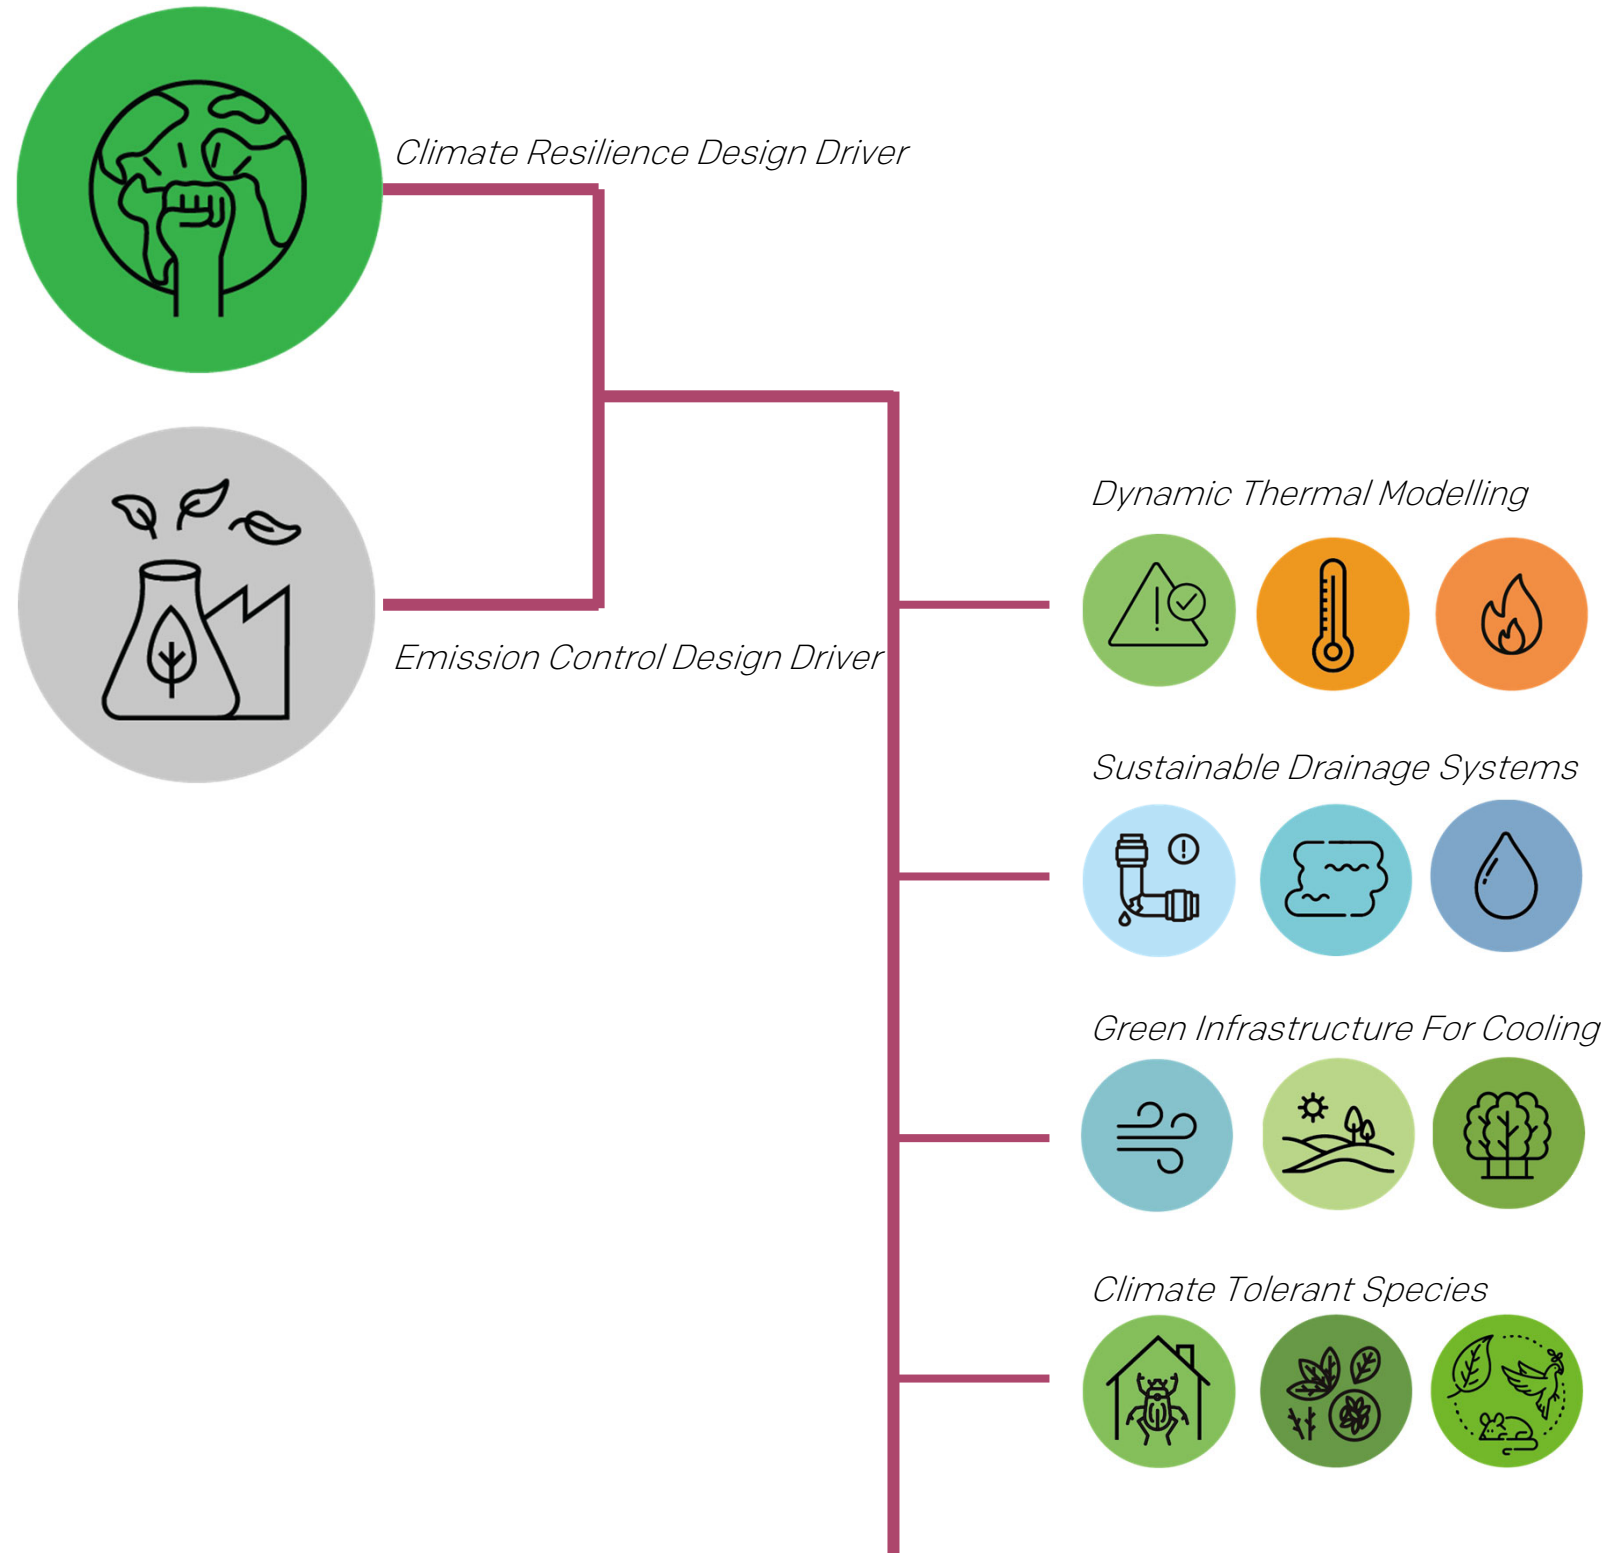 Climate Resilience Design Driver
Emission Control Design Driver
Dynamic Thermal Modelling
Sustainable Drainage Systems
Green Infrastructure For Cooling
Climate Tolerant Species